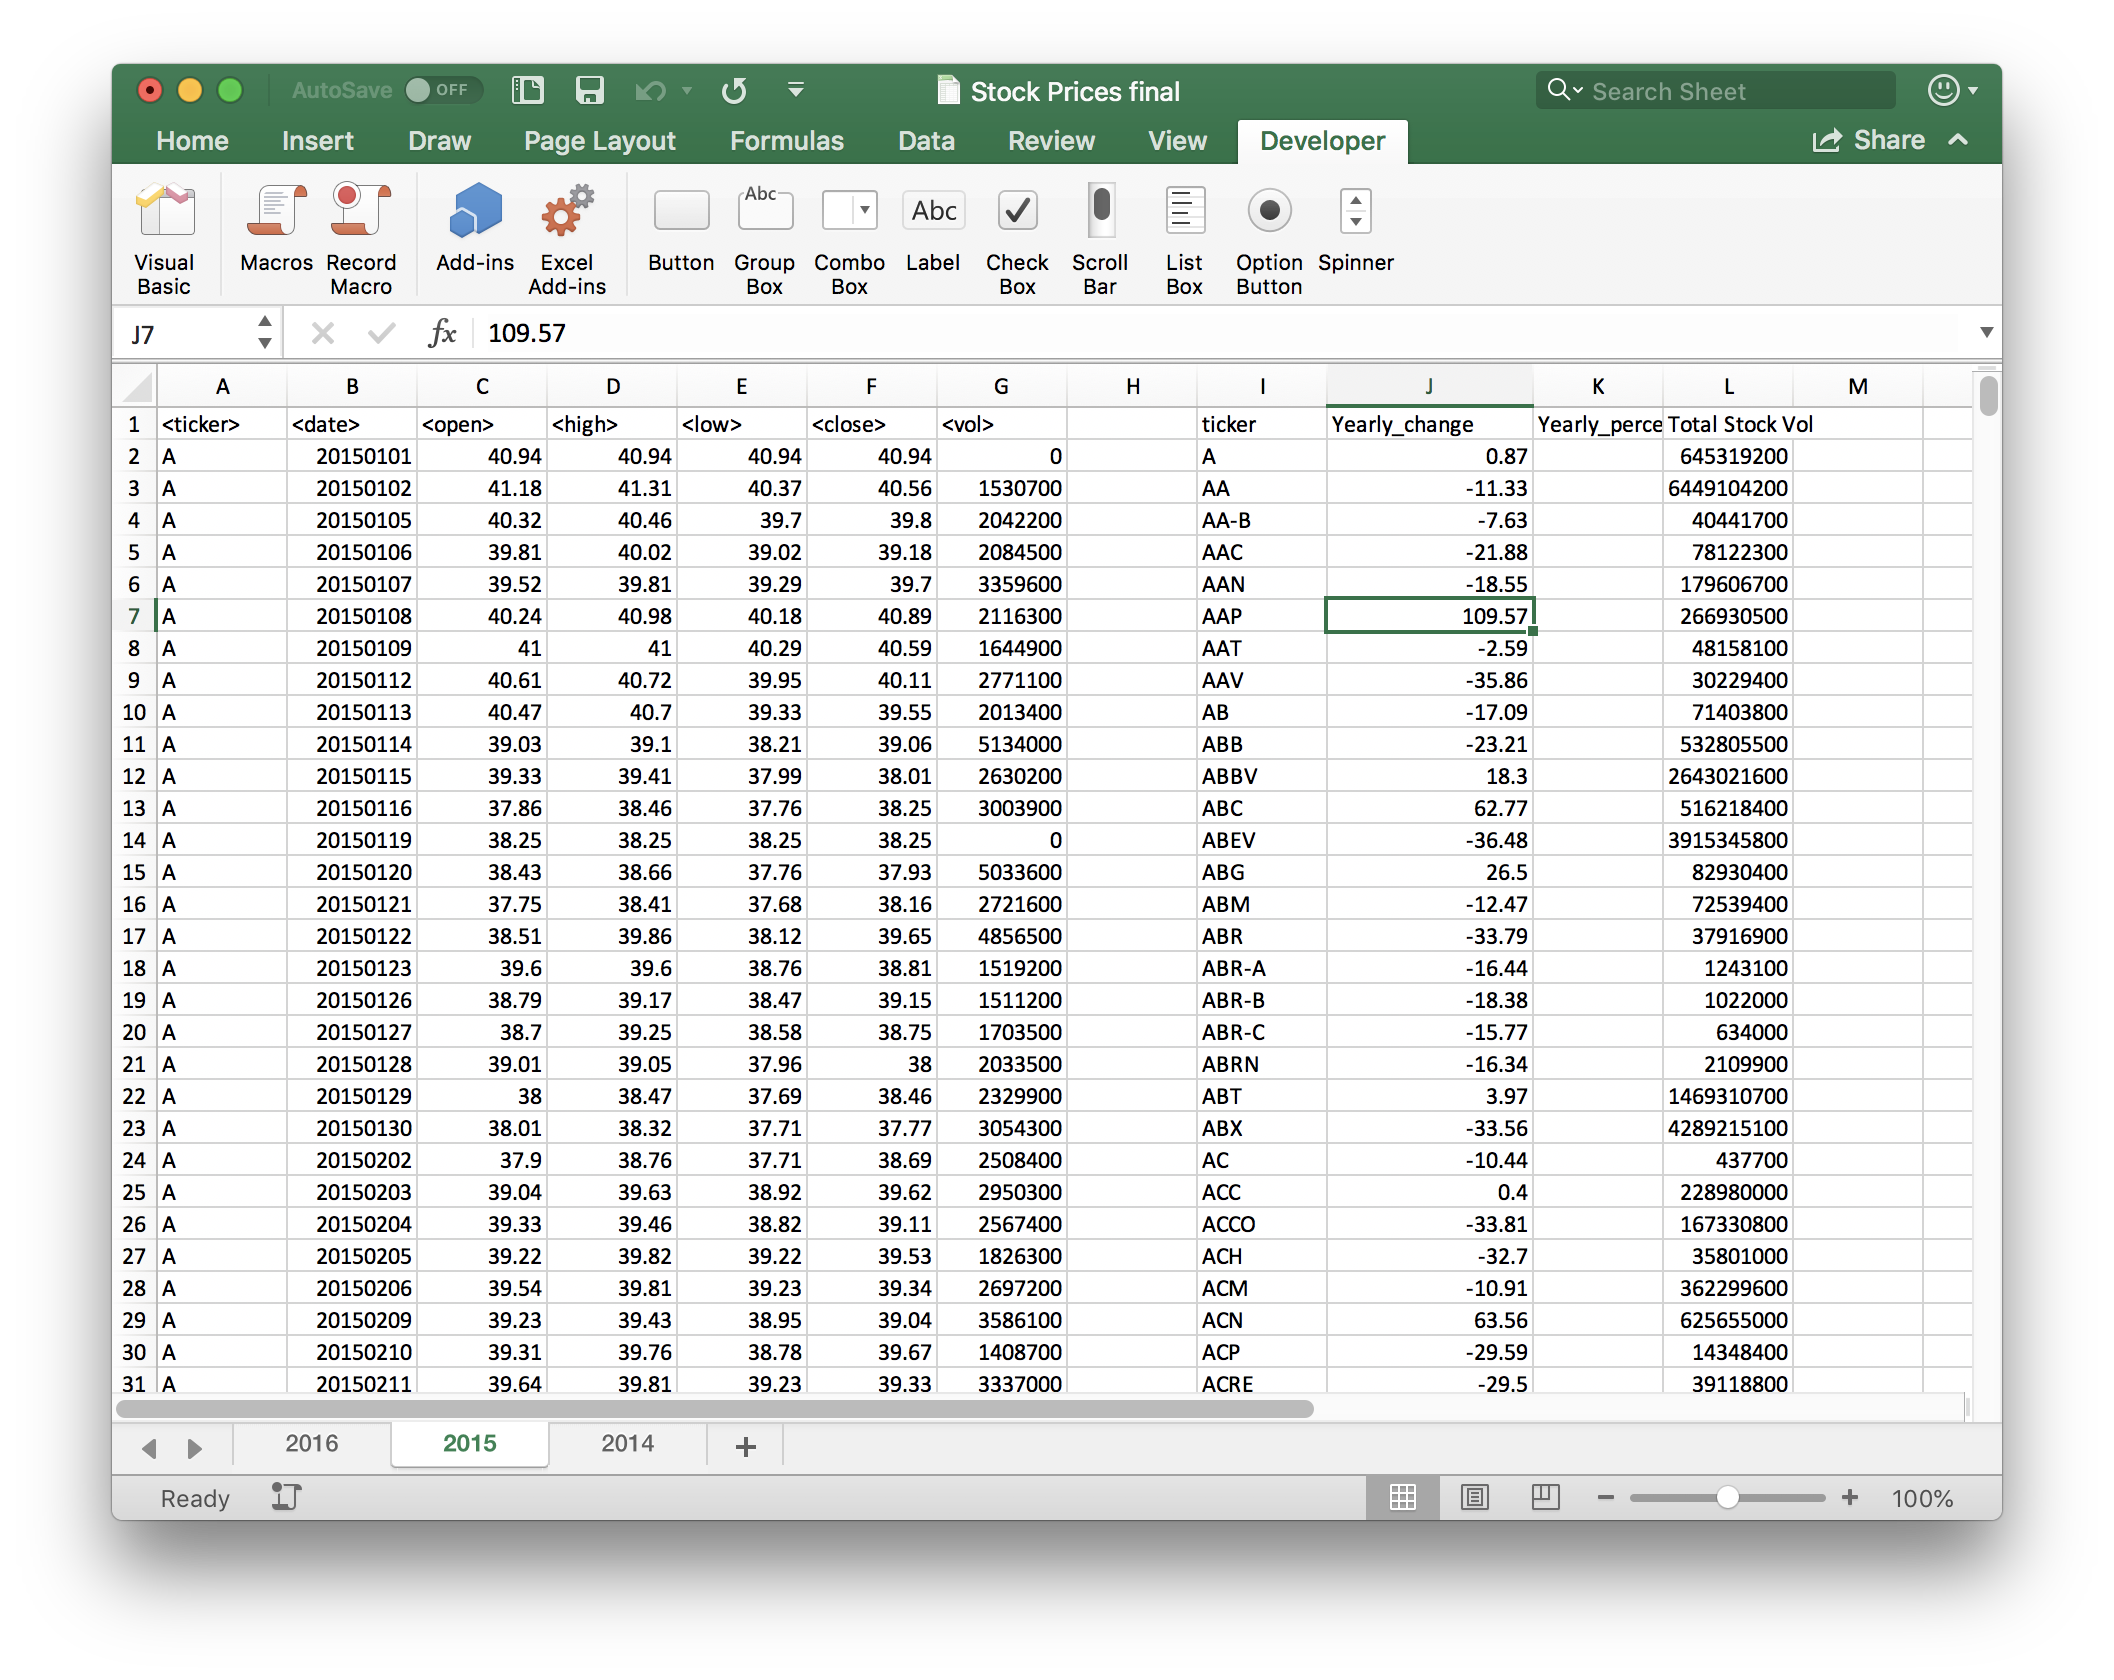 AutoSave OFF Stock Prices final Search Sheet
Home Insert Draw Page Layout Formulas Data Review View Developer Share
Abc Abc
Visual Basic Macros Record Macro Add-ins Excel Add-ins Button Group Box Combo Box Label Check Box Scroll Bar List Box Option Button Spinner
J7 fx 109.57
A B C D E F G H I J K L M
1 <ticker> <date> <open> <high> <low> <close> <vol> ticker Yearly_change Yearly_perce Total Stock Vol
2 A 20150101 40.94 40.94 40.94 40.94 0 A 0.87 645319200
3 A 20150102 41.18 41.31 40.37 40.56 1530700 AA -11.33 6449104200
4 A 20150105 40.32 40.46 39.7 39.8 2042200 AA-B -7.63 40441700
5 A 20150106 39.81 40.02 39.02 39.18 2084500 AAC -21.88 78122300
6 A 20150107 39.52 39.81 39.29 39.7 3359600 AAN -18.55 179606700
7 A 20150108 40.24 40.98 40.18 40.89 2116300 AAP 109.57 266930500
8 A 20150109 41 41 40.29 40.59 1644900 AAT -2.59 48158100
9 A 20150112 40.61 40.72 39.95 40.11 2771100 AAV -35.86 30229400
10 A 20150113 40.47 40.7 39.33 39.55 2013400 AB -17.09 71403800
11 A 20150114 39.03 39.1 38.21 39.06 5134000 ABB -23.21 532805500
12 A 20150115 39.33 39.41 37.99 38.01 2630200 ABBV 18.3 2643021600
13 A 20150116 37.86 38.46 37.76 38.25 3003900 ABC 62.77 516218400
14 A 20150119 38.25 38.25 38.25 38.25 0 ABEV -36.48 3915345800
15 A 20150120 38.43 38.66 37.76 37.93 5033600 ABG 26.5 82930400
16 A 20150121 37.75 38.41 37.68 38.16 2721600 ABM -12.47 72539400
17 A 20150122 38.51 39.86 38.12 39.65 4856500 ABR -33.79 37916900
18 A 20150123 39.6 39.6 38.76 38.81 1519200 ABR-A -16.44 1243100
19 A 20150126 38.79 39.17 38.47 39.15 1511200 ABR-B -18.38 1022000
20 A 20150127 38.7 39.25 38.58 38.75 1703500 ABR-C -15.77 634000
21 A 20150128 39.01 39.05 37.96 38 2033500 ABRN -16.34 2109900
22 A 20150129 38 38.47 37.69 38.46 2329900 ABT 3.97 1469310700
23 A 20150130 38.01 38.32 37.71 37.77 3054300 ABX -33.56 4289215100
24 A 20150202 37.9 38.76 37.71 38.69 2508400 AC -10.44 437700
25 A 20150203 39.04 39.63 38.92 39.62 2950300 ACC 0.4 228980000
26 A 20150204 39.33 39.46 38.82 39.11 2567400 ACCO -33.81 167330800
27 A 20150205 39.22 39.82 39.22 39.53 1826300 ACH -32.7 35801000
28 A 20150206 39.54 39.81 39.23 39.34 2697200 ACM -10.91 362299600
29 A 20150209 39.23 39.43 38.95 39.04 3586100 ACN 63.56 625655000
30 A 20150210 39.31 39.76 38.78 39.67 1408700 ACP -29.59 14348400
31 A 20150211 39.64 39.81 39.23 39.33 3337000 ACRE -29.5 39118800
2016 2015 2014 +
Ready 100%